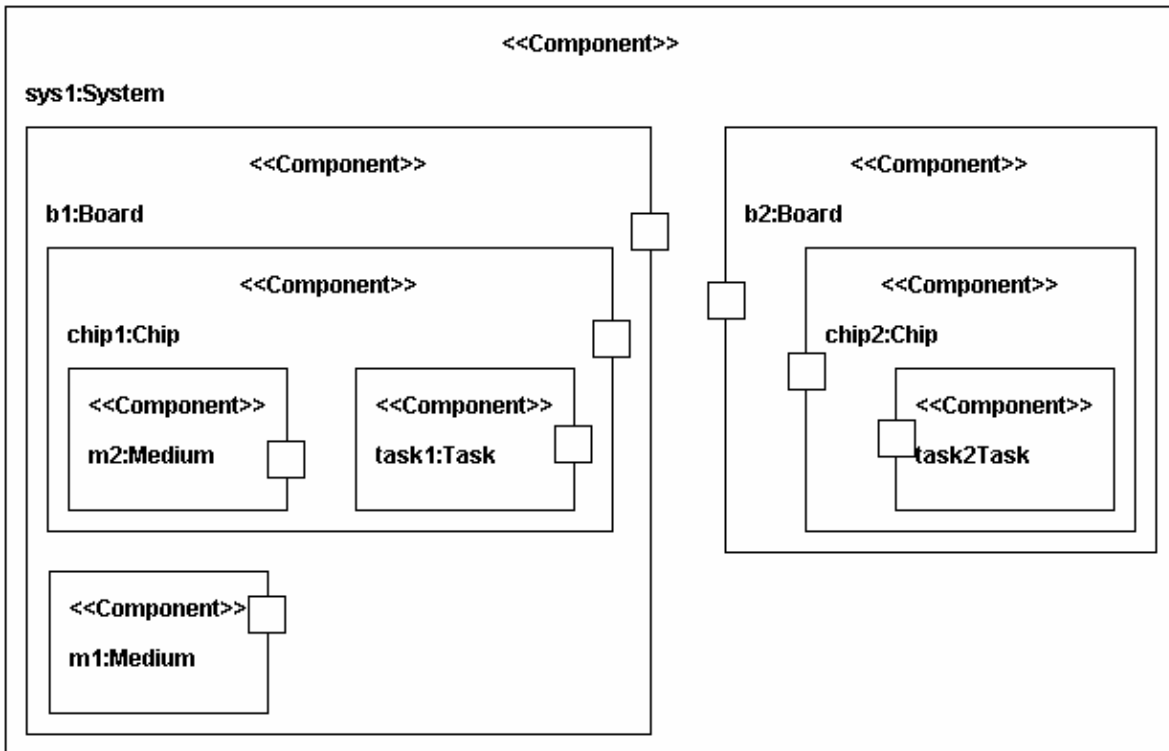 <<Component>>
sys1:System
<<Component>>
b1:Board
<<Component>>
chip1:Chip
<<Component>>
m2:Medium
<<Component>>
task1:Task
<<Component>>
m1:Medium
<<Component>>
b2:Board
<<Component>>
chip2:Chip
<<Component>>
task2Task